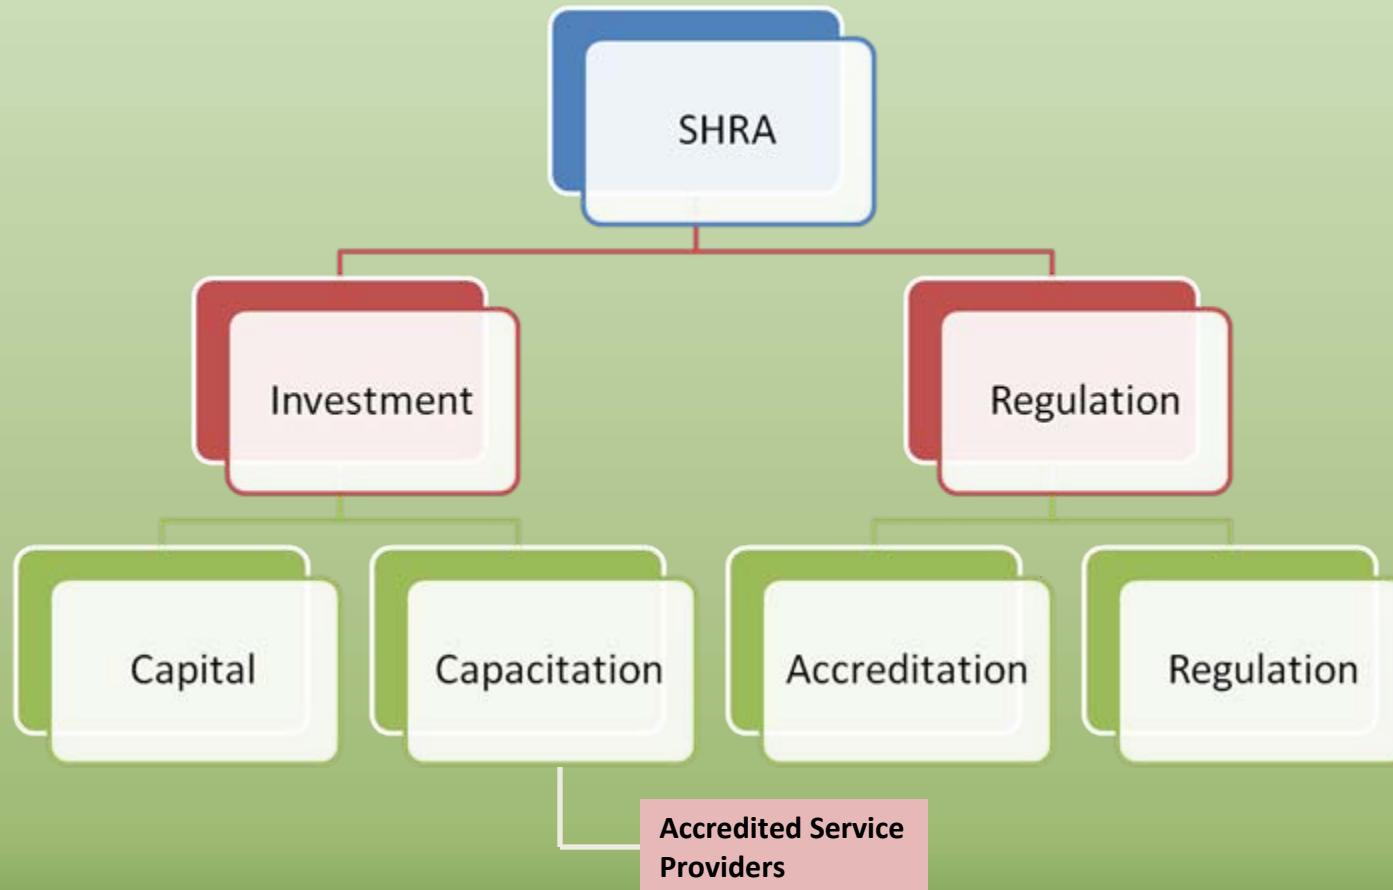 SHRA
Investment
Regulation
Capital
Capacitation
Accreditation
Regulation
Accredited Service
Providers